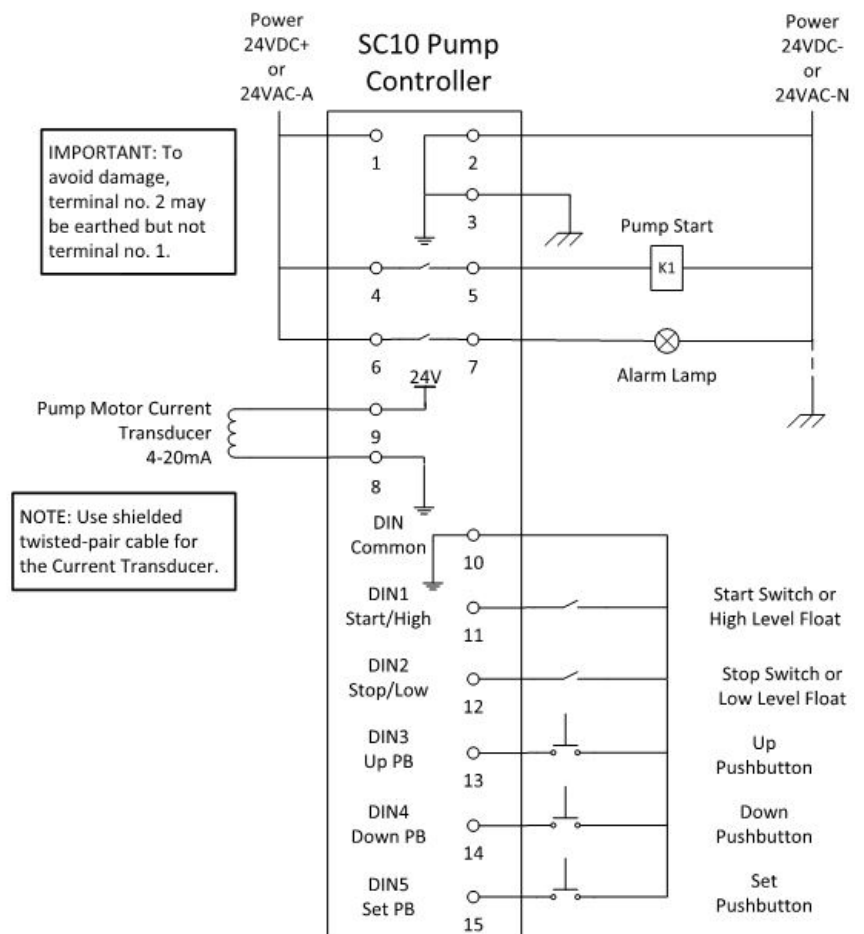 Power
24VDC+
or
24VAC-A
SC10 Pump
Controller
Power
24VDC-
or
24VAC-N
IMPORTANT: To
avoid damage,
terminal no. 2 may
be earthed but not
terminal no. 1.
1
2
3
Pump Start
K1
4
5
6
7
Alarm Lamp
24V
Pump Motor Current
Transducer
4-20mA
9
8
NOTE: Use shielded
twisted-pair cable for
the Current Transducer.
DIN
Common
10
DIN1
Start/High
11
Start Switch or
High Level Float
DIN2
Stop/Low
12
Stop Switch or
Low Level Float
DIN3
Up PB
13
Up
Pushbutton
DIN4
Down PB
14
Down
Pushbutton
DIN5
Set PB
15
Set
Pushbutton